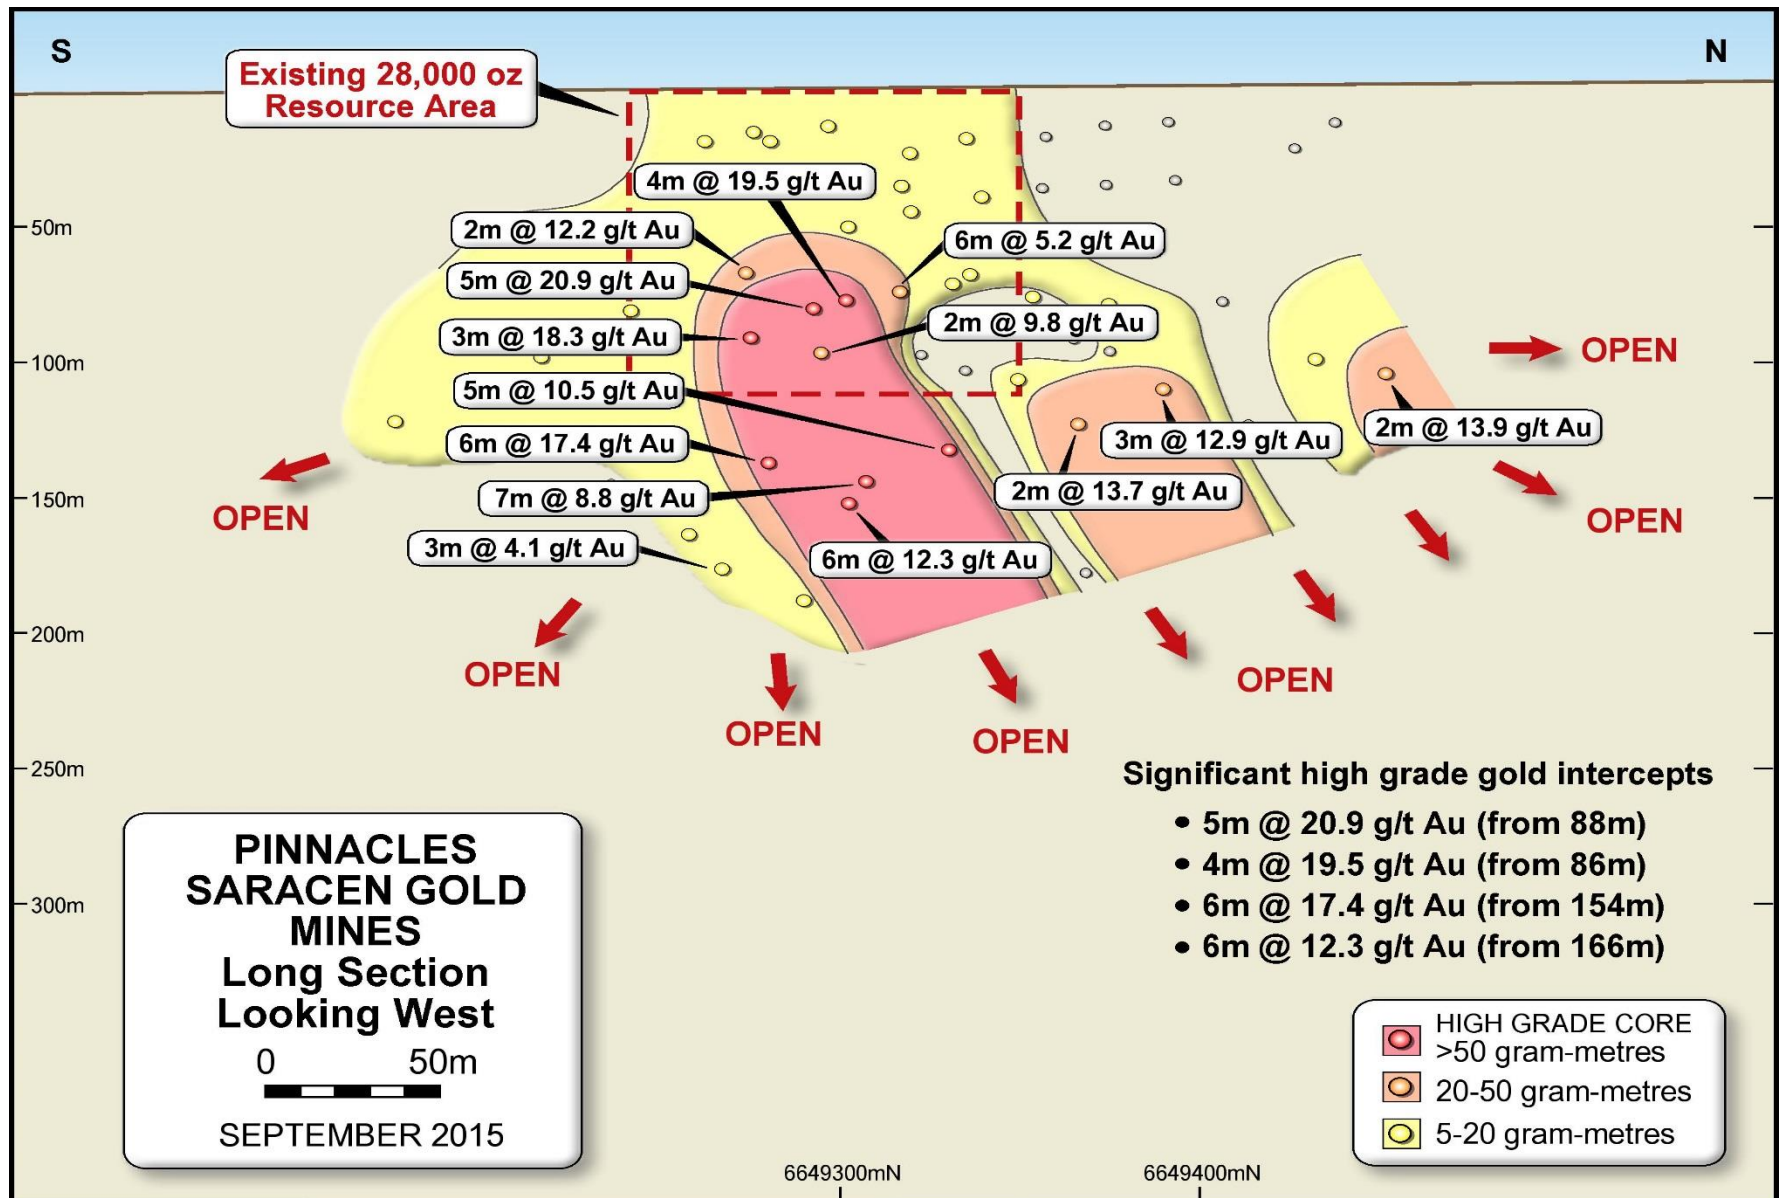 S
N
Existing 28,000 oz
Resource Area
4m @ 19.5 g/t Au
2m @ 12.2 g/t Au
6m @ 5.2 g/t Au
5m @ 20.9 g/t Au
2m @ 9.8 g/t Au
3m @ 18.3 g/t Au
5m @ 10.5 g/t Au
6m @ 17.4 g/t Au
7m @ 8.8 g/t Au
3m @ 4.1 g/t Au
6m @ 12.3 g/t Au
3m @ 12.9 g/t Au
2m @ 13.7 g/t Au
2m @ 13.9 g/t Au
50m
100m
150m
200m
250m
300m
OPEN
OPEN
OPEN
OPEN
OPEN
OPEN
OPEN
Significant high grade gold intercepts
• 5m @ 20.9 g/t Au (from 88m)
• 4m @ 19.5 g/t Au (from 86m)
• 6m @ 17.4 g/t Au (from 154m)
• 6m @ 12.3 g/t Au (from 166m)
PINNACLES
SARACEN GOLD
MINES
Long Section
Looking West
0 50m
SEPTEMBER 2015
HIGH GRADE CORE
>50 gram-metres
20-50 gram-metres
5-20 gram-metres
6649300mN
6649400mN